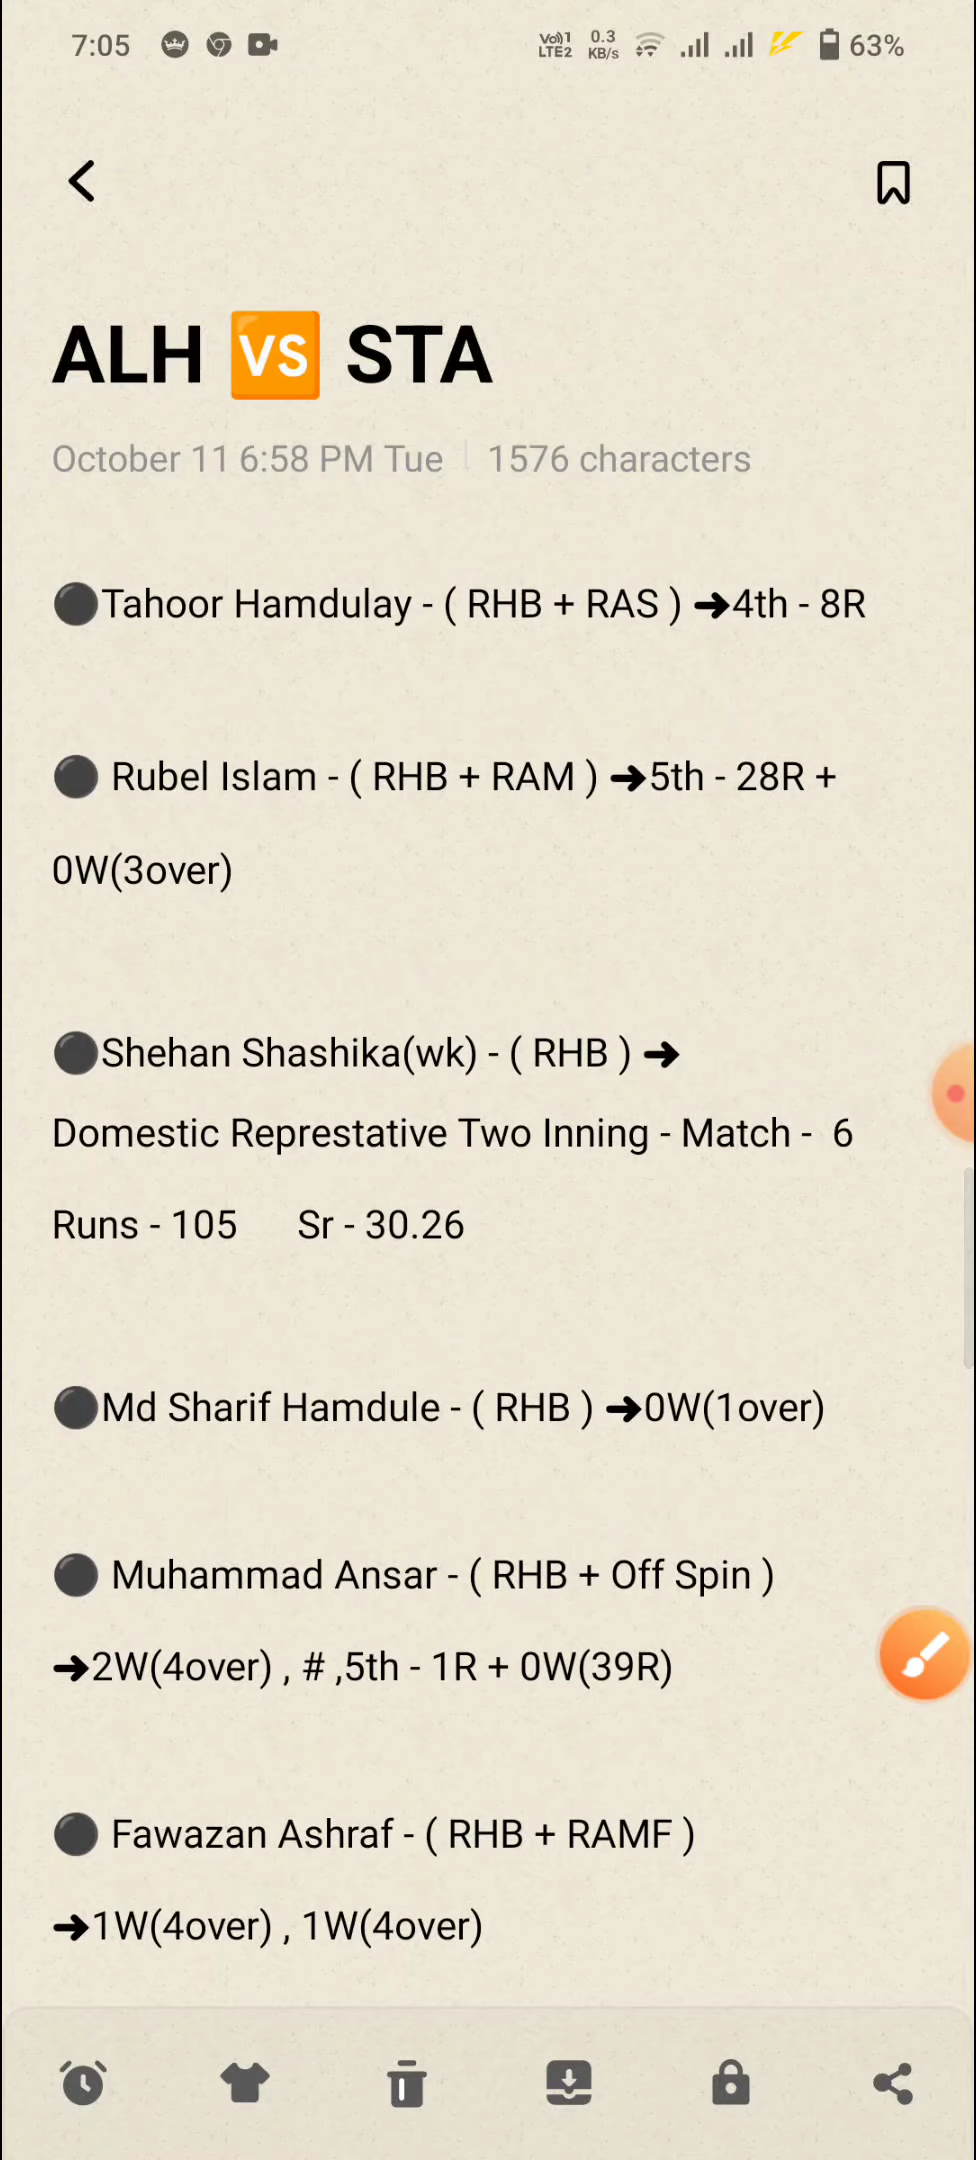 7:05 Vo))1 LTE2 0.3 KB/s 63%
ALH VS STA
October 11 6:58 PM Tue | 1576 characters
⚫Tahoor Hamdulay - ( RHB + RAS ) ➜4th - 8R
⚫ Rubel Islam - ( RHB + RAM ) ➜5th - 28R +
0W(3over)
⚫Shehan Shashika(wk) - ( RHB ) ➜
Domestic Represtative Two Inning - Match - 6
Runs - 105 Sr - 30.26
⚫Md Sharif Hamdule - ( RHB ) ➜0W(1over)
⚫ Muhammad Ansar - ( RHB + Off Spin )
➜2W(4over) , # ,5th - 1R + 0W(39R)
⚫ Fawazan Ashraf - ( RHB + RAMF )
➜1W(4over) , 1W(4over)